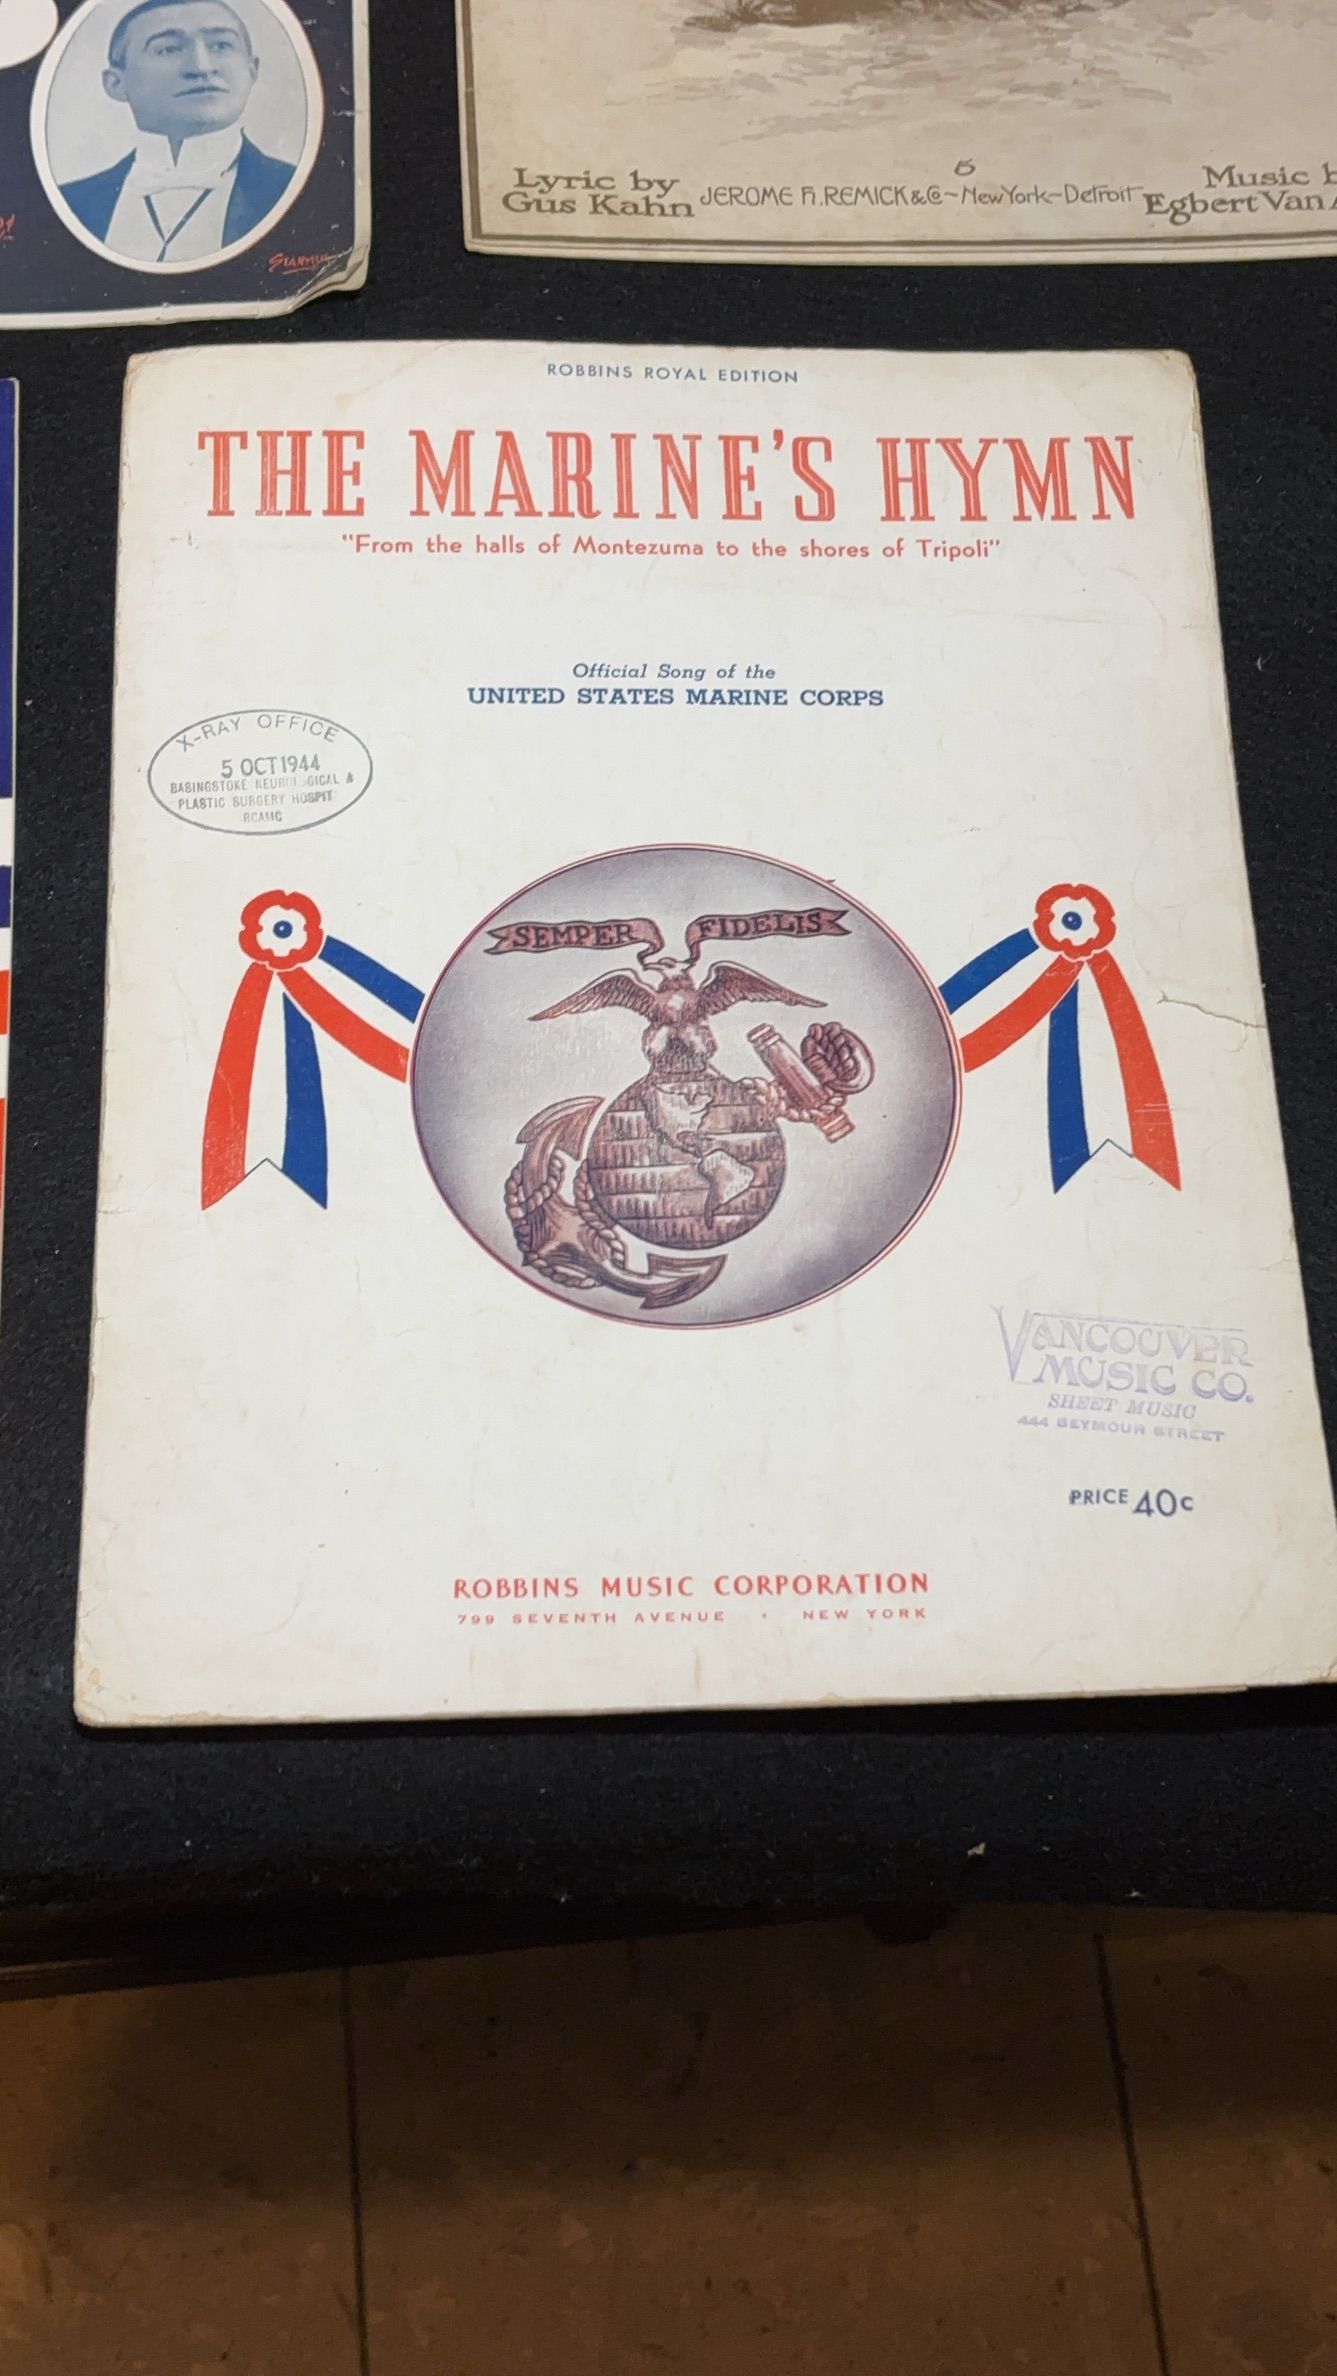 Lyric by
Gus Kahn
5
JEROME H. REMICK & Co - New York - Detroit
Music
Egbert Van
STARMER
ROBBINS ROYAL EDITION
THE MARINE'S HYMN
"From the halls of Montezuma to the shores of Tripoli"
Official Song of the
UNITED STATES MARINE CORPS
X-RAY OFFICE
5 OCT 1944
BASINGSTOKE NEUROLOGICAL &
PLASTIC SURGERY HOSPIT
RCAMC
SEMPER FIDELIS
VANCOUVER
MUSIC CO.
SHEET MUSIC
444 SEYMOUR STREET
PRICE 40c
ROBBINS MUSIC CORPORATION
799 SEVENTH AVENUE • NEW YORK